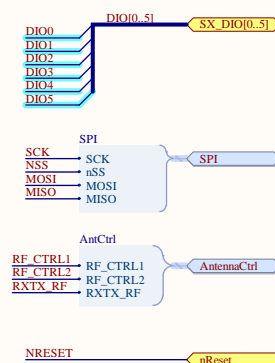 DIO[0..5]
SX_DIO[0..5]
DIO0
DIO1
DIO2
DIO3
DIO4
DIO5
SPI
SCK SCK
NSS nSS
MOSI MOSI
MISO MISO
SPI
AntCtrl
RF_CTRL1 RF_CTRL1
RF_CTRL2 RF_CTRL2
RXTX_RF RXTX_RF
AntennaCtrl
NRESET
nReset